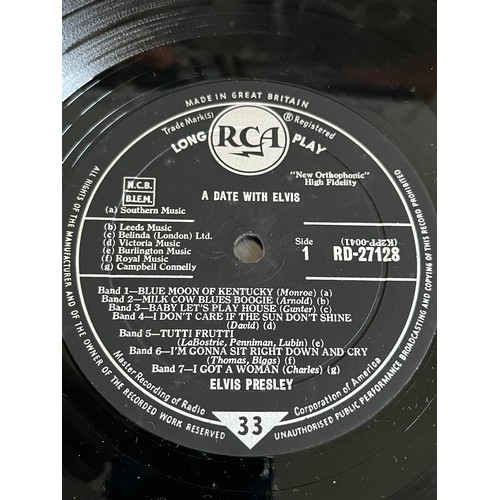 MADE IN GREAT BRITAIN
Trade Mark(s) ® Registered
LONG RCA PLAY
"New Orthophonic"
High Fidelity
N.C.B.
B.I.E.M.
A DATE WITH ELVIS
(a) Southern Music
(b) Leeds Music
(c) Belinda (London) Ltd.
(d) Victoria Music
(e) Burlington Music
(f) Royal Music
(g) Campbell Connelly
Side
1
(K2PP-0041)
RD-27128
Band 1—BLUE MOON OF KENTUCKY (Monroe) (a)
Band 2—MILK COW BLUES BOOGIE (Arnold) (b)
Band 3—BABY LET'S PLAY HOUSE (Gunter) (c)
Band 4—I DON'T CARE IF THE SUN DON'T SHINE
(David) (d)
Band 5—TUTTI FRUTTI
(LaBostrie, Penniman, Lubin) (e)
Band 6—I'M GONNA SIT RIGHT DOWN AND CRY
(Thomas, Biggs) (f)
Band 7—I GOT A WOMAN (Charles) (g)
ELVIS PRESLEY
Master Recording of Radio Corporation of America
33
ALL RIGHTS OF THE MANUFACTURER AND OF THE OWNER OF THE RECORDED WORK RESERVED
UNAUTHORISED PUBLIC PERFORMANCE BROADCASTING AND COPYING OF THIS RECORD PROHIBITED